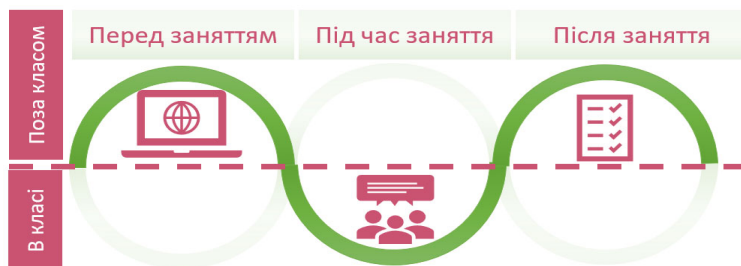 Перед заняттям
Під час заняття
Після заняття
Поза класом
В класі